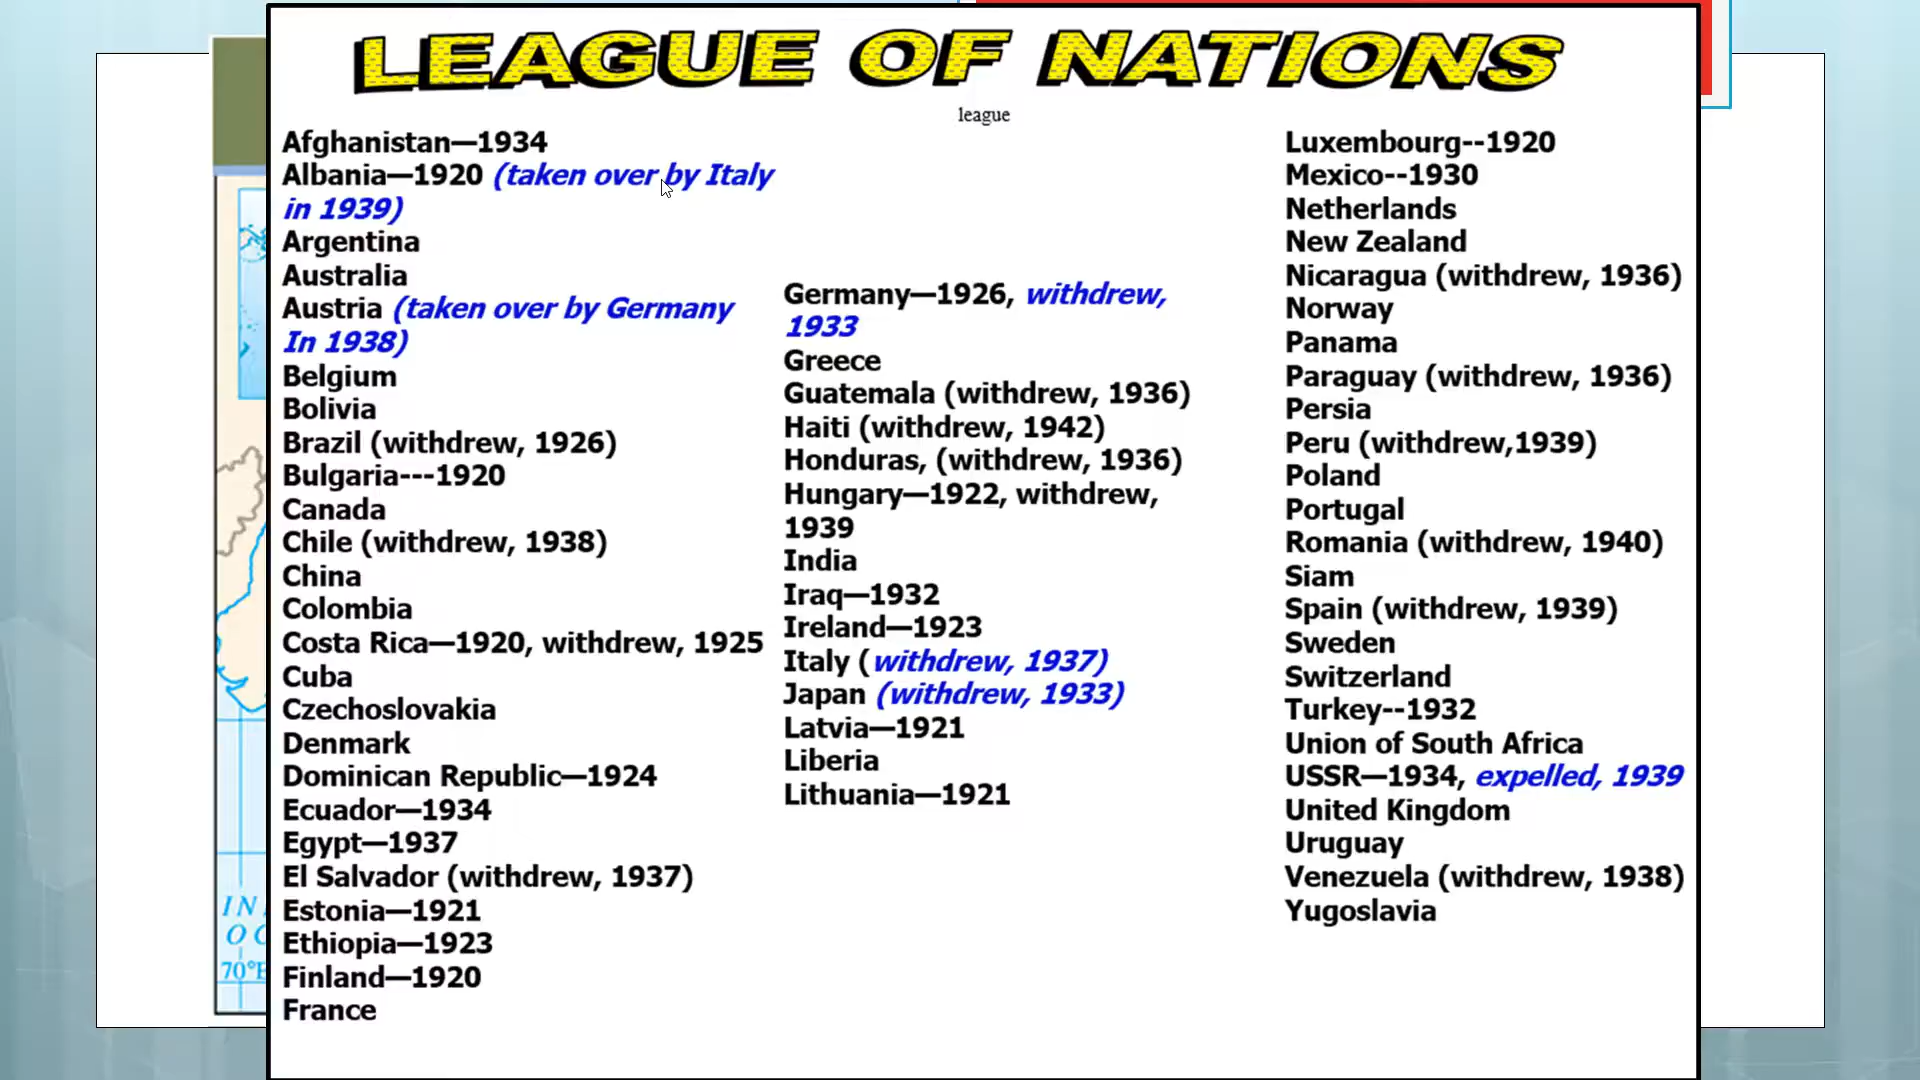 LEAGUE OF NATIONS
league
Afghanistan—1934
Albania—1920 (taken over by Italy
in 1939)
Argentina
Australia
Austria (taken over by Germany
In 1938)
Belgium
Bolivia
Brazil (withdrew, 1926)
Bulgaria---1920
Canada
Chile (withdrew, 1938)
China
Colombia
Costa Rica—1920, withdrew, 1925
Cuba
Czechoslovakia
Denmark
Dominican Republic—1924
Ecuador—1934
Egypt—1937
El Salvador (withdrew, 1937)
Estonia—1921
Ethiopia—1923
Finland—1920
France
Germany—1926, withdrew,
1933
Greece
Guatemala (withdrew, 1936)
Haiti (withdrew, 1942)
Honduras, (withdrew, 1936)
Hungary—1922, withdrew,
1939
India
Iraq—1932
Ireland—1923
Italy ( withdrew, 1937)
Japan (withdrew, 1933)
Latvia—1921
Liberia
Lithuania—1921
Luxembourg--1920
Mexico--1930
Netherlands
New Zealand
Nicaragua (withdrew, 1936)
Norway
Panama
Paraguay (withdrew, 1936)
Persia
Peru (withdrew,1939)
Poland
Portugal
Romania (withdrew, 1940)
Siam
Spain (withdrew, 1939)
Sweden
Switzerland
Turkey--1932
Union of South Africa
USSR—1934, expelled, 1939
United Kingdom
Uruguay
Venezuela (withdrew, 1938)
Yugoslavia
70°E